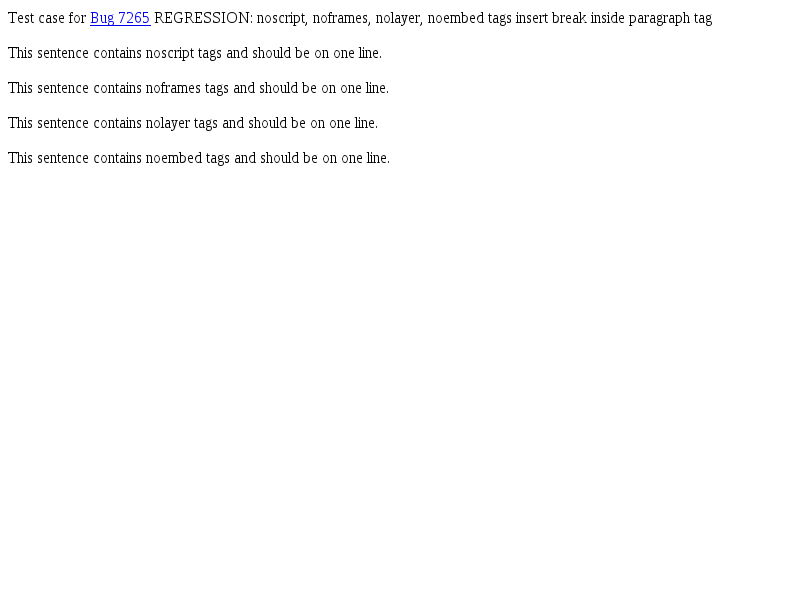 Test case for Bug 7265 REGRESSION: noscript, noframes, nolayer, noembed tags insert break inside paragraph tag
This sentence contains noscript tags and should be on one line.
This sentence contains noframes tags and should be on one line.
This sentence contains nolayer tags and should be on one line.
This sentence contains noembed tags and should be on one line.